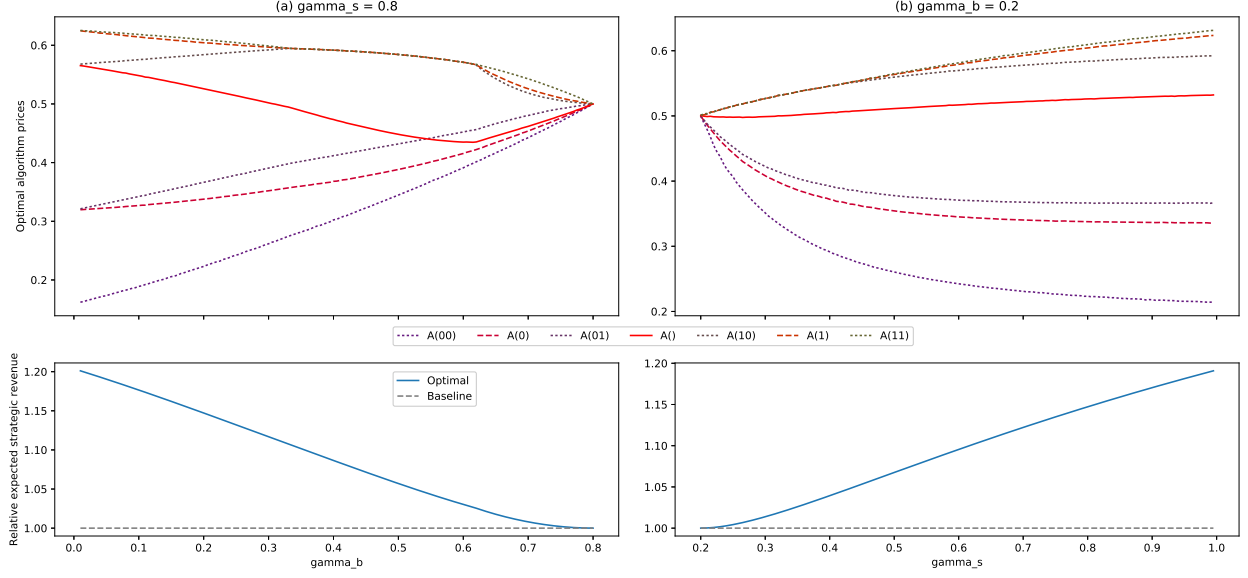 (a) gamma_s = 0.8
(b) gamma_b = 0.2
Optimal algorithm prices
0.6
0.5
0.4
0.3
0.2
0.6
0.5
0.4
0.3
0.2
A(00) A(0) A(01) A() A(10) A(1) A(11)
Relative expected strategic revenue
1.20
1.15
1.10
1.05
1.00
Optimal
Baseline
1.20
1.15
1.10
1.05
1.00
0.0 0.1 0.2 0.3 0.4 0.5 0.6 0.7 0.8
gamma_b
0.2 0.3 0.4 0.5 0.6 0.7 0.8 0.9 1.0
gamma_s